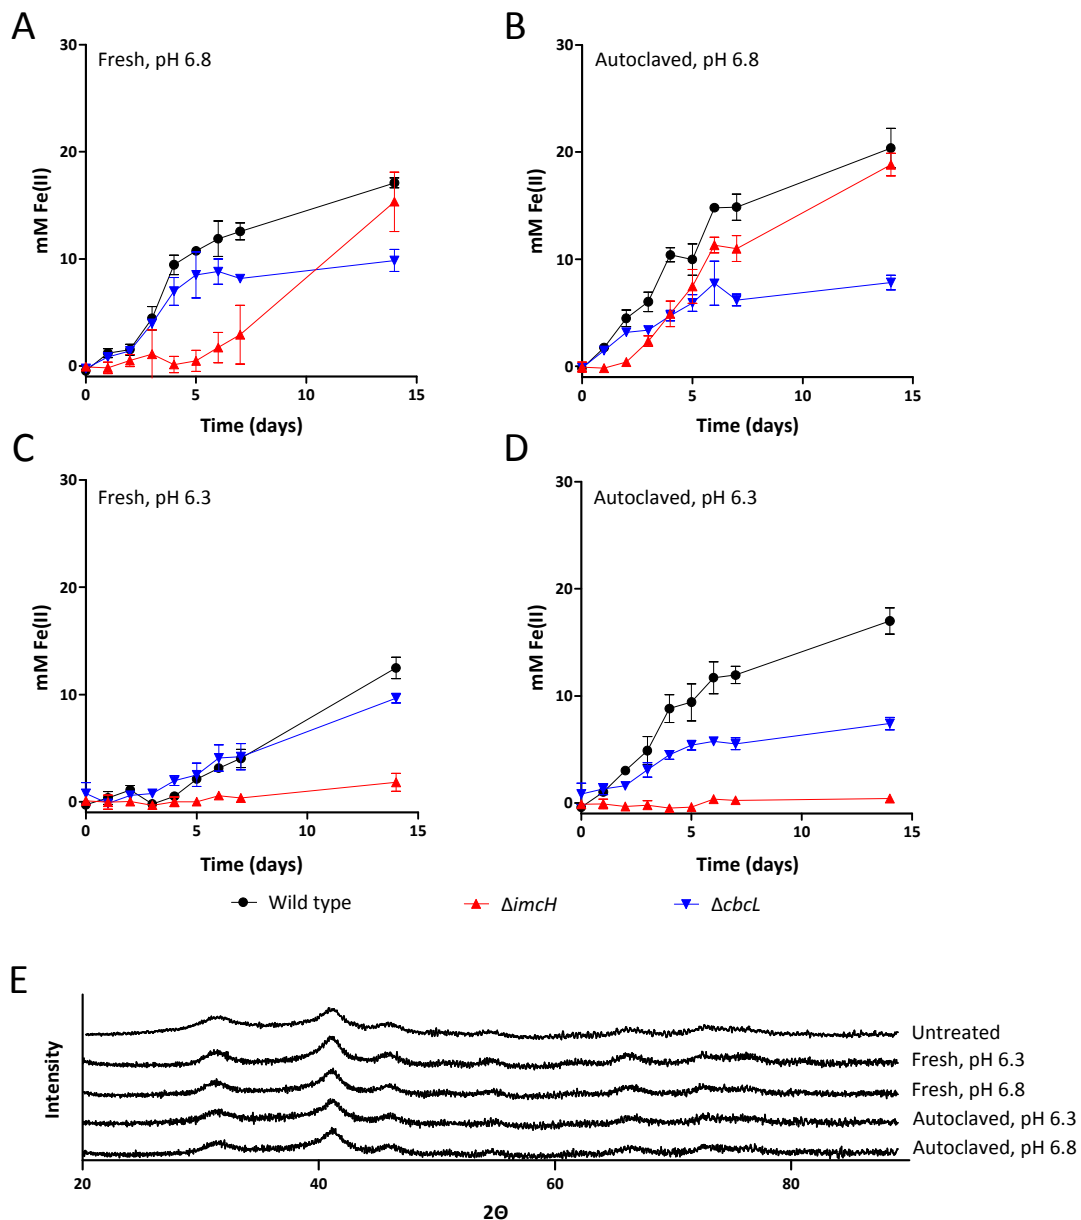 A
B
Fresh, pH 6.8
Autoclaved, pH 6.8
30
20
10
0
mM Fe(II)
0 5 10 15
Time (days)
30
20
10
0
mM Fe(II)
0 5 10 15
Time (days)
C
D
Fresh, pH 6.3
Autoclaved, pH 6.3
30
20
10
0
mM Fe(II)
0 5 10 15
Time (days)
30
20
10
0
mM Fe(II)
0 5 10 15
Time (days)
Wild type
ΔimcH
ΔcbcL
E
Intensity
Untreated
Fresh, pH 6.3
Fresh, pH 6.8
Autoclaved, pH 6.3
Autoclaved, pH 6.8
20 40 60 80
2Θ